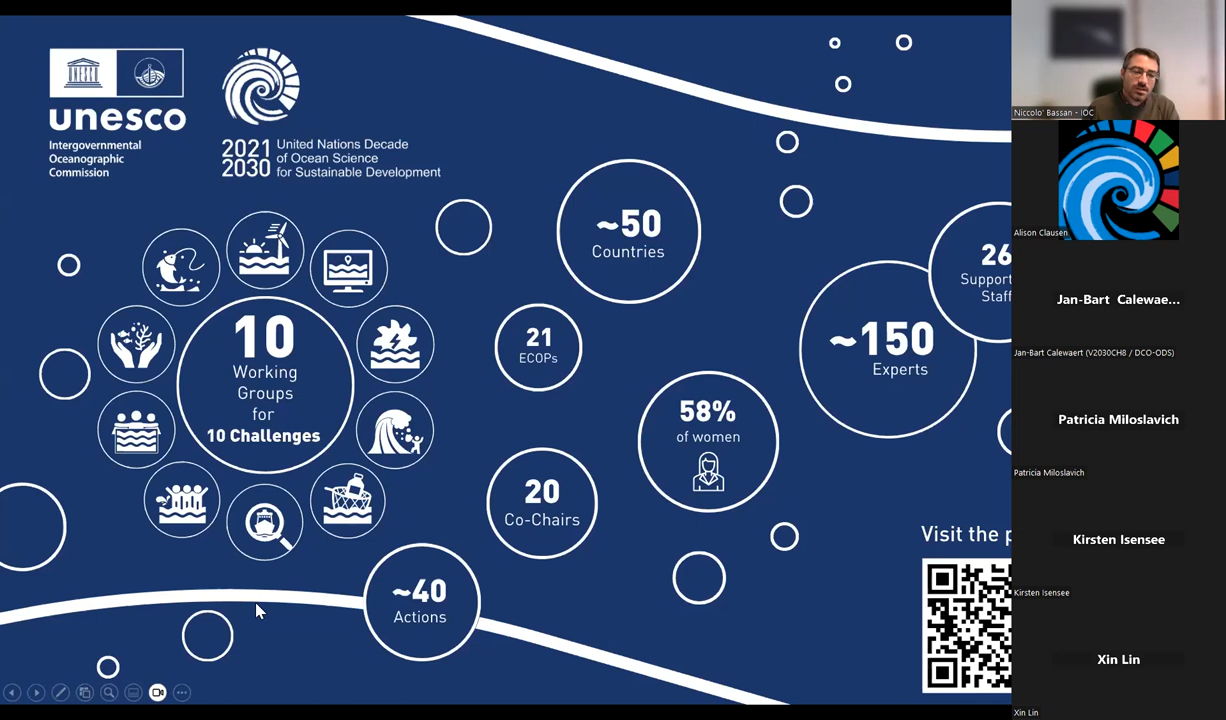 unesco
Intergovernmental
Oceanographic
Commission
2021
2030
United Nations Decade
of Ocean Science
for Sustainable Development
10
Working
Groups
for
10 Challenges
~50
Countries
21
ECOPs
58%
of women
20
Co-Chairs
~40
Actions
~150
Experts
26
Support
Staff
Visit the p
Niccolo' Bassan - IOC
Alison Clausen
Jan-Bart Calewae...
Jan-Bart Calewaert (V2030CH8 / DCO-ODS)
Patricia Miloslavich
Patricia Miloslavich
Kirsten Isensee
Kirsten Isensee
Xin Lin
Xin Lin